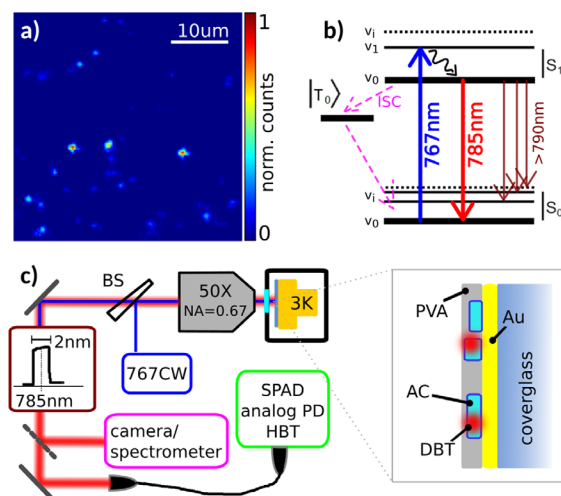 a)
10um
1
norm. counts
0
b)
vi
v1
v0
|S1
|T0⟩
ISC
767nm
785nm
>790nm
vi
v0
|S0
c)
BS
50X
NA=0.67
3K
2nm
785nm
767CW
camera/
spectrometer
SPAD
analog PD
HBT
PVA
Au
AC
DBT
coverglass